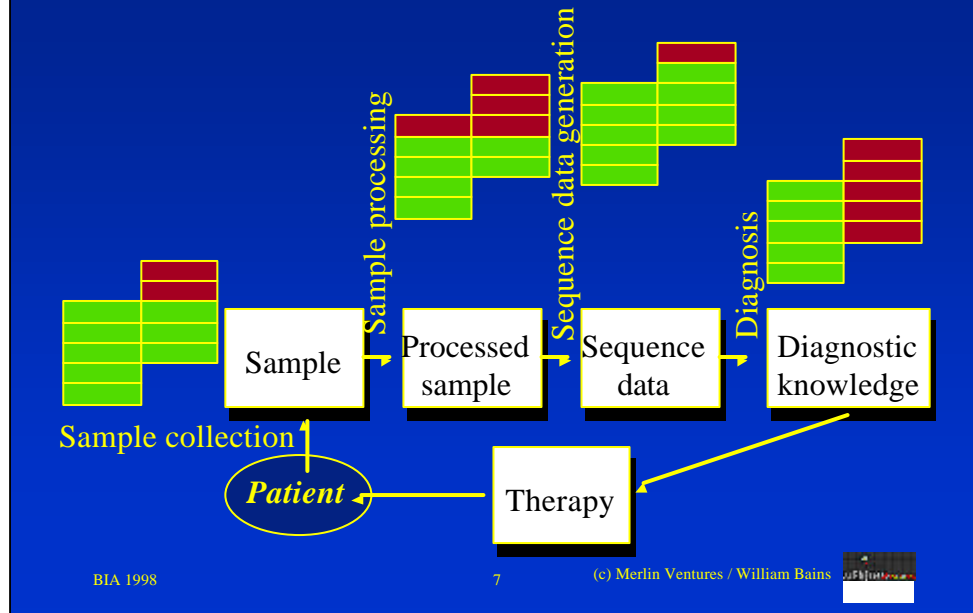 Sample processing
Sequence data generation
Diagnosis
Sample
Processed
sample
Sequence
data
Diagnostic
knowledge
Sample collection
Patient
Therapy
BIA 1998
7
(c) Merlin Ventures / William Bains